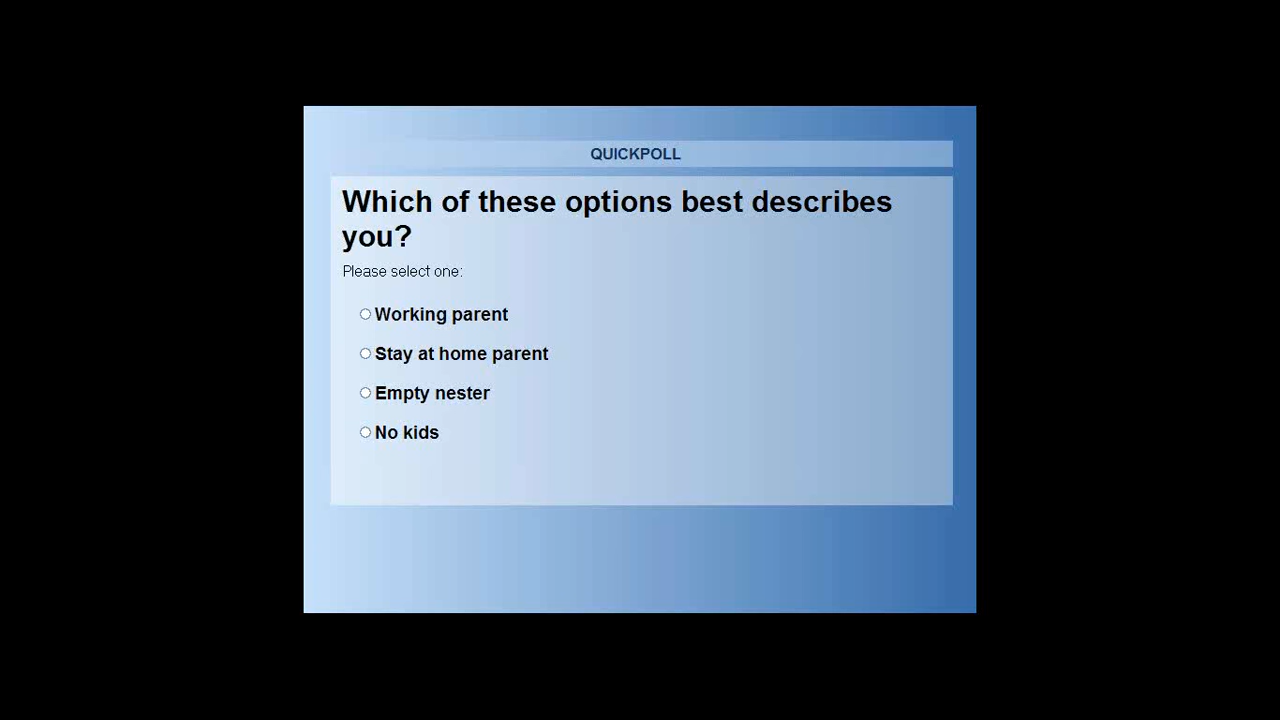 QUICKPOLL
Which of these options best describes
you?
Please select one:
Working parent
Stay at home parent
Empty nester
No kids